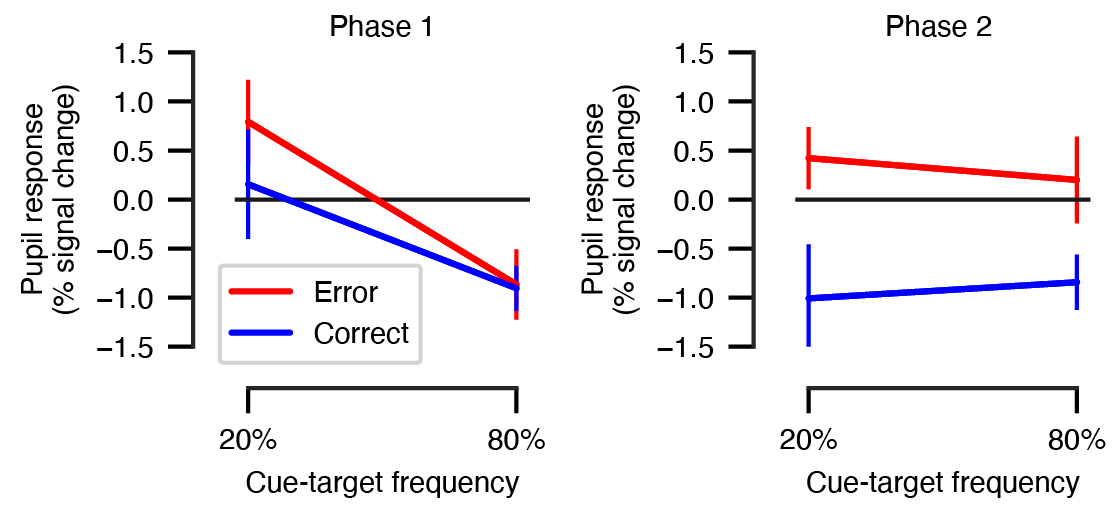 Phase 1
Pupil response
(% signal change)
1.5
1.0
0.5
0.0
−0.5
−1.0
−1.5
Error
Correct
20%
80%
Cue-target frequency
Phase 2
Pupil response
(% signal change)
1.5
1.0
0.5
0.0
−0.5
−1.0
−1.5
20%
80%
Cue-target frequency